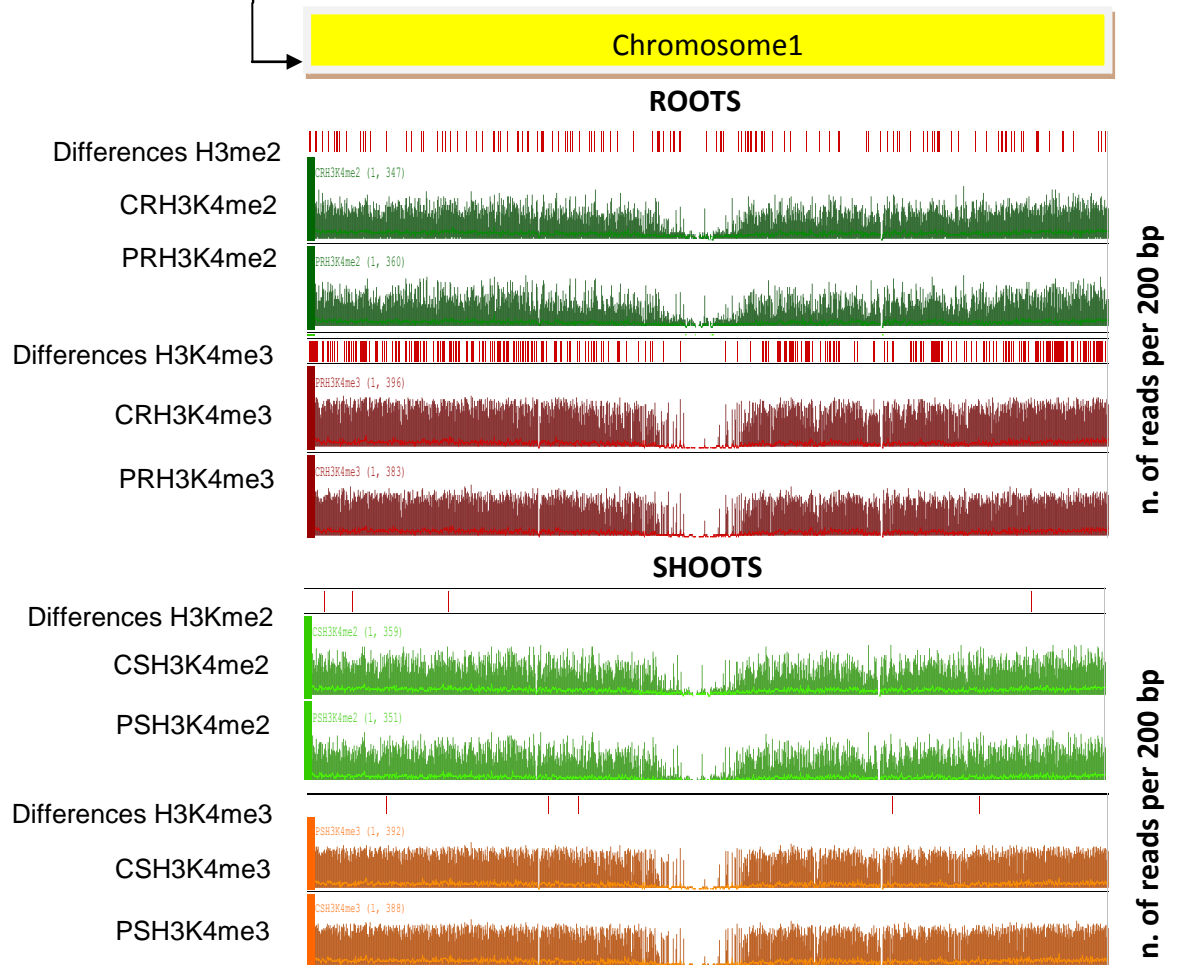 Chromosome1
ROOTS
Differences H3me2
CRH3K4me2 (1, 347)
CRH3K4me2
PRH3K4me2
PRH3K4me2 (1, 360)
Differences H3K4me3
PRH3K4me3 (1, 396)
CRH3K4me3
PRH3K4me3
CRH3K4me3 (1, 383)
n. of reads per 200 bp
SHOOTS
Differences H3Kme2
CSH3K4me2 (1, 359)
CSH3K4me2
PSH3K4me2
PSH3K4me2 (1, 351)
Differences H3K4me3
PSH3K4me3 (1, 392)
CSH3K4me3
CSH3K4me3 (1, 388)
PSH3K4me3
n. of reads per 200 bp